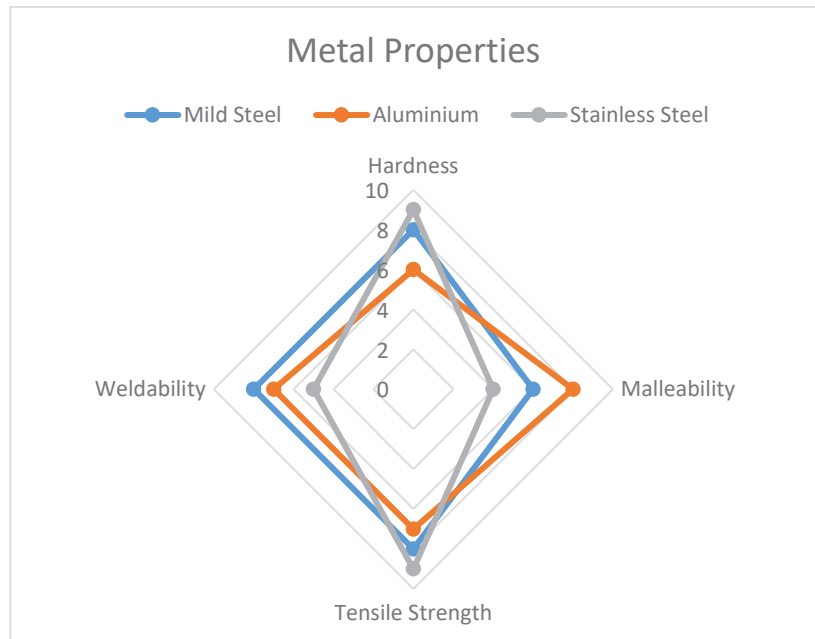 Metal Properties
Mild Steel Aluminium Stainless Steel
Hardness
10
8
6
4
2
Weldability 0 Malleability
Tensile Strength